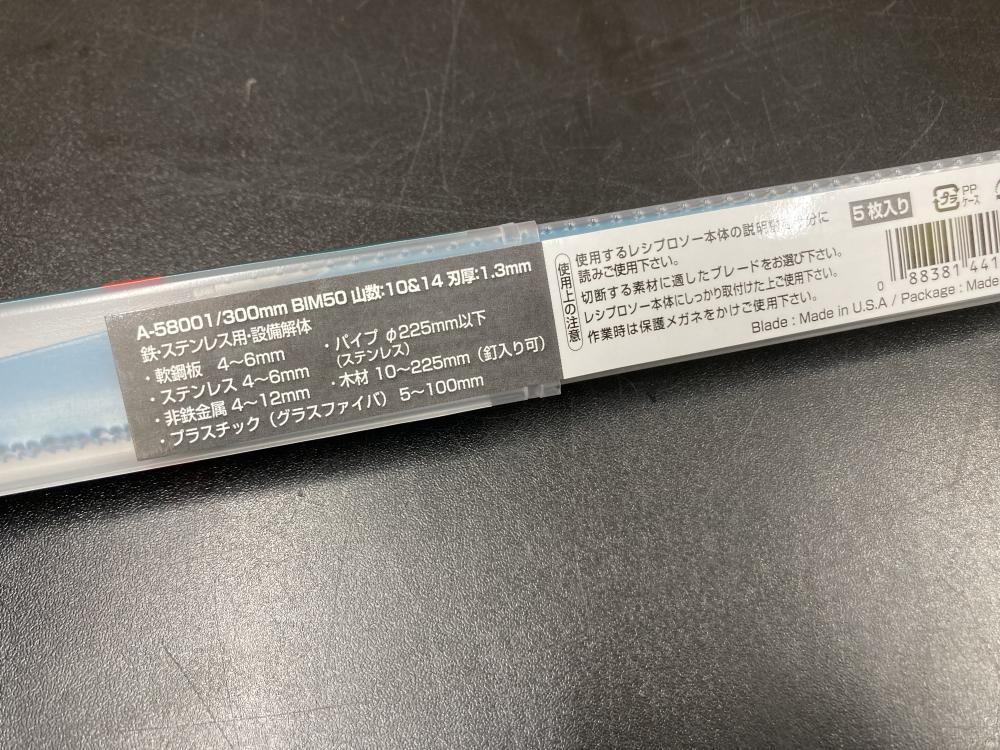 A-58001/300mm BIM50 山数:10&14 刃厚:1.3mm
鉄・ステンレス用・設備解体
・軟鋼板 4〜6mm
・ステンレス 4〜6mm
・非鉄金属 4〜12mm
・プラスチック(グラスファイバ) 5〜100mm
・パイプ φ225mm以下
(ステンレス)
・木材 10〜225mm(釘入り可)
使用上の注意
使用するレシプロソー本体の説明書を十分に
読みご使用下さい。
切断する素材に適したブレードをお選び下さい。
レシプロソー本体にしっかり取付けた上ご使用下さい。
作業時は保護メガネをかけご使用下さい。
Blade : Made in U.S.A / Package : Made
5枚入り
プラ
PP
ケース
0 88381 441